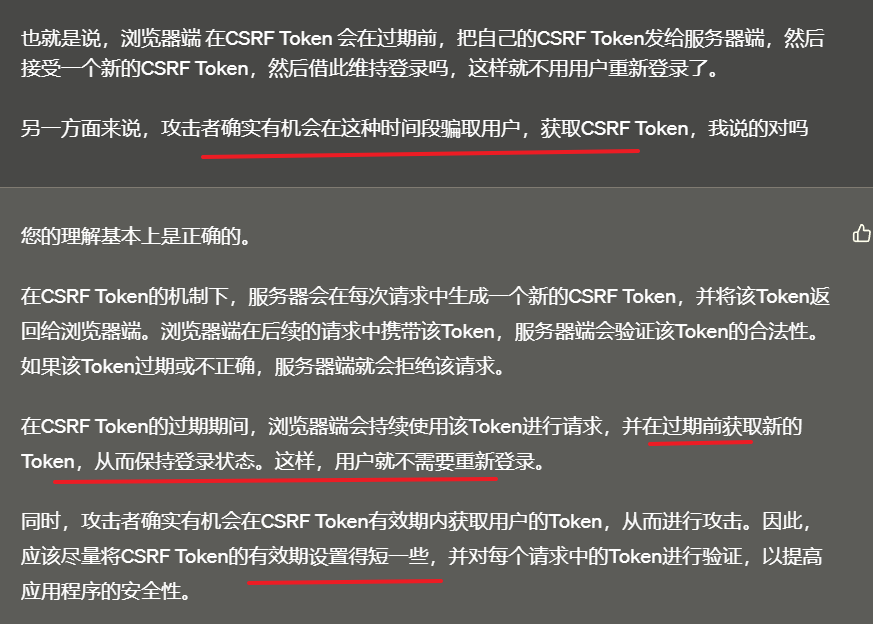 也就是说，浏览器端 在CSRF Token 会在过期前，把自己的CSRF Token发给服务器端，然后
接受一个新的CSRF Token，然后借此维持登录吗，这样就不用用户重新登录了。
另一方面来说，攻击者确实有机会在这种时间段骗取用户，获取CSRF Token，我说的对吗
您的理解基本上是正确的。
在CSRF Token的机制下，服务器会在每次请求中生成一个新的CSRF Token，并将该Token返
回给浏览器端。浏览器端在后续的请求中携带该Token，服务器端会验证该Token的合法性。
如果该Token过期或不正确，服务器端就会拒绝该请求。
在CSRF Token的过期期间，浏览器端会持续使用该Token进行请求，并在过期前获取新的
Token，从而保持登录状态。这样，用户就不需要重新登录。
同时，攻击者确实有机会在CSRF Token有效期内获取用户的Token，从而进行攻击。因此，
应该尽量将CSRF Token的有效期设置得短一些，并对每个请求中的Token进行验证，以提高
应用程序的安全性。